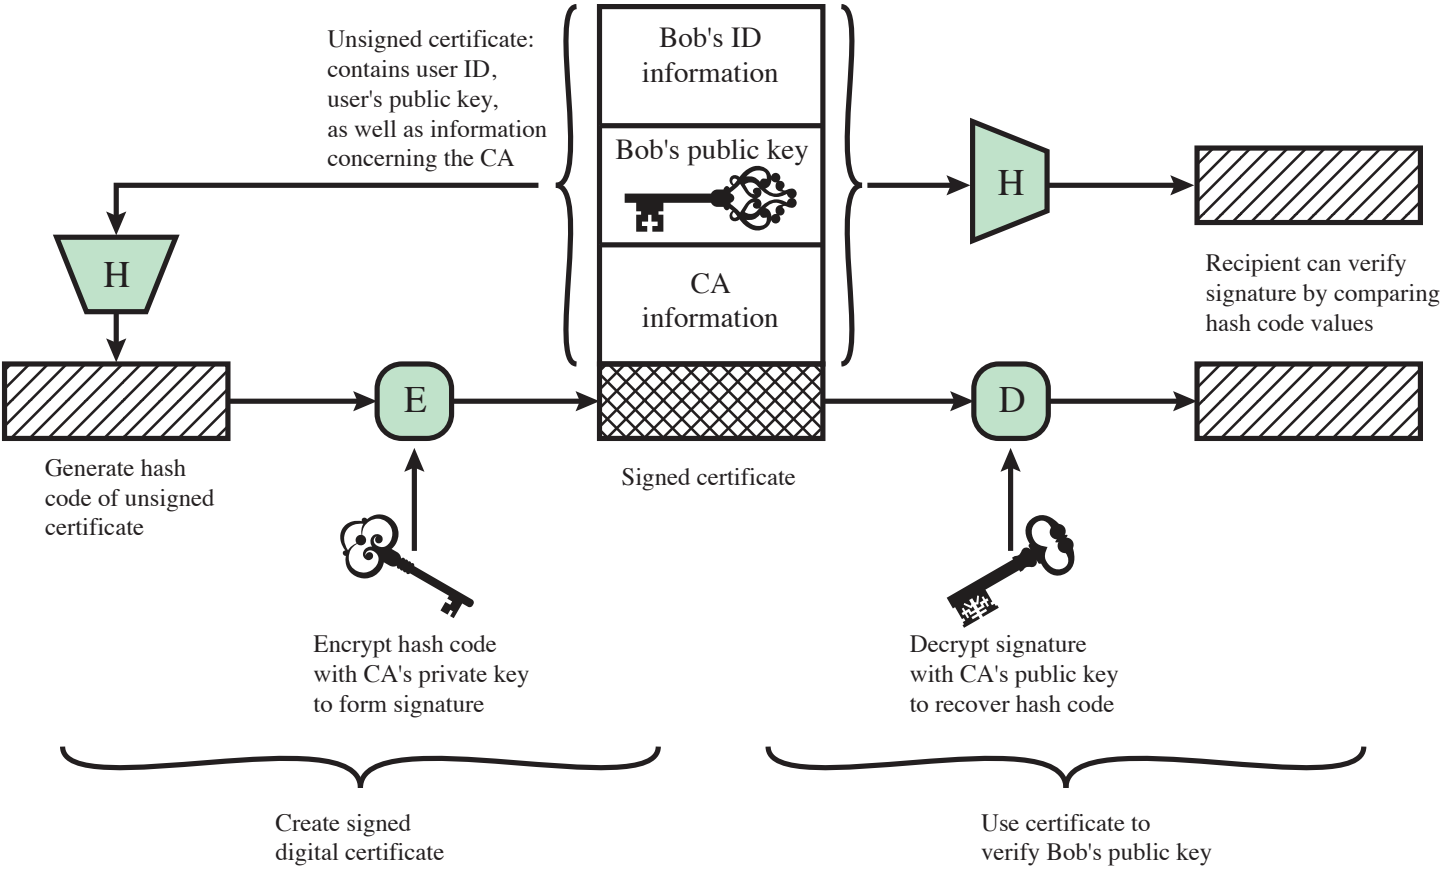 Unsigned certificate:
contains user ID,
user's public key,
as well as information
concerning the CA
Bob's ID
information
Bob's public key
CA
information
H
H
Recipient can verify
signature by comparing
hash code values
E
D
Generate hash
code of unsigned
certificate
Signed certificate
Encrypt hash code
with CA's private key
to form signature
Decrypt signature
with CA's public key
to recover hash code
Create signed
digital certificate
Use certificate to
verify Bob's public key